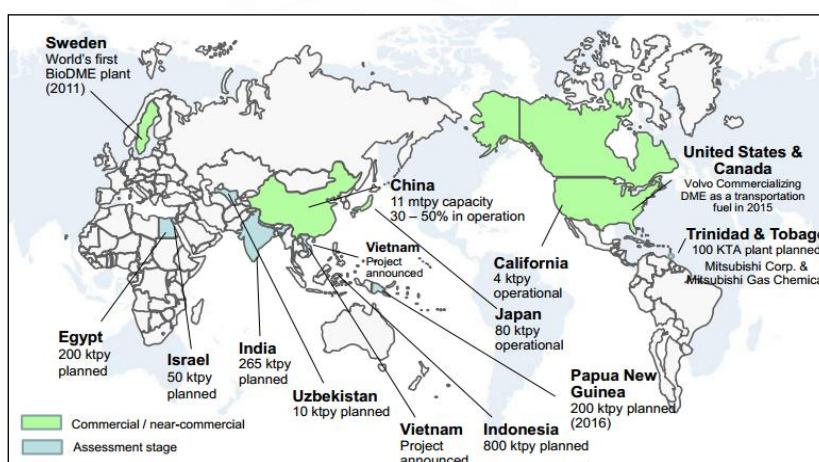 Sweden
World's first
BioDME plant
(2011)
United States &
Canada
Volvo Commercializing
DME as a transportation
fuel in 2015
China
11 mtpy capacity
30 – 50% in operation
Trinidad & Tobago
100 KTA plant planned
Mitsubishi Corp. &
Mitsubishi Gas Chemical
Vietnam
Project
announced
California
4 ktpy
operational
Japan
80 ktpy
operational
Egypt
200 ktpy
planned
Israel
50 ktpy
planned
India
265 ktpy
planned
Uzbekistan
10 ktpy planned
Vietnam
Project
announced
Indonesia
800 ktpy planned
Papua New
Guinea
200 ktpy planned
(2016)
Commercial / near-commercial
Assessment stage